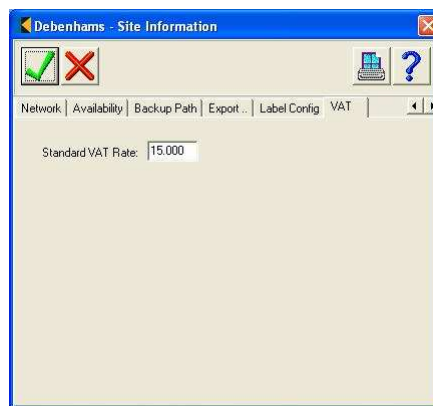 Debenhams - Site Information
Network Availability Backup Path Export .. Label Config VAT
Standard VAT Rate: 15.000